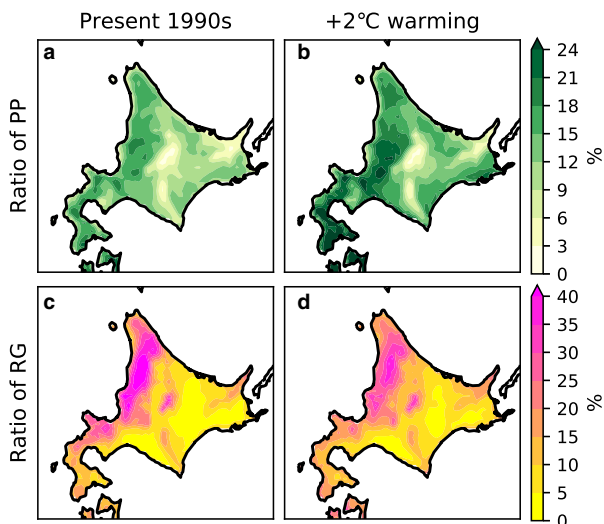 Present 1990s
+2℃ warming
Ratio of PP
a
b
24
21
18
15
12
9
6
3
0
%
Ratio of RG
c
d
40
35
30
25
20
15
10
5
0
%